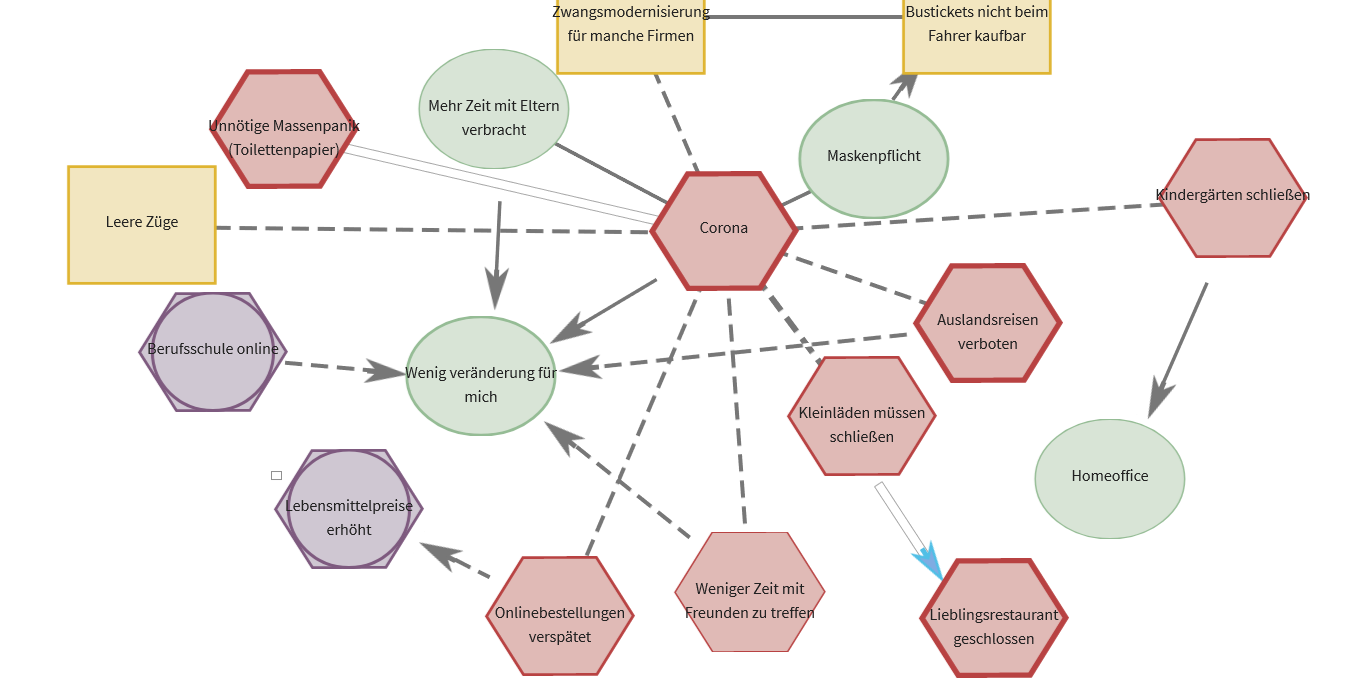 Zwangsmodernisierung
für manche Firmen
Bustickets nicht beim
Fahrer kaufbar
Mehr Zeit mit Eltern
verbracht
Unnötige Massenpanik
(Toilettenpapier)
Maskenpflicht
Kindergärten schließen
Leere Züge
Corona
Auslandsreisen
verboten
Berufsschule online
Wenig veränderung für
mich
Kleinläden müssen
schließen
Homeoffice
Lebensmittelpreise
erhöht
Onlinebestellungen
verspätet
Weniger Zeit mit
Freunden zu treffen
Lieblingsrestaurant
geschlossen